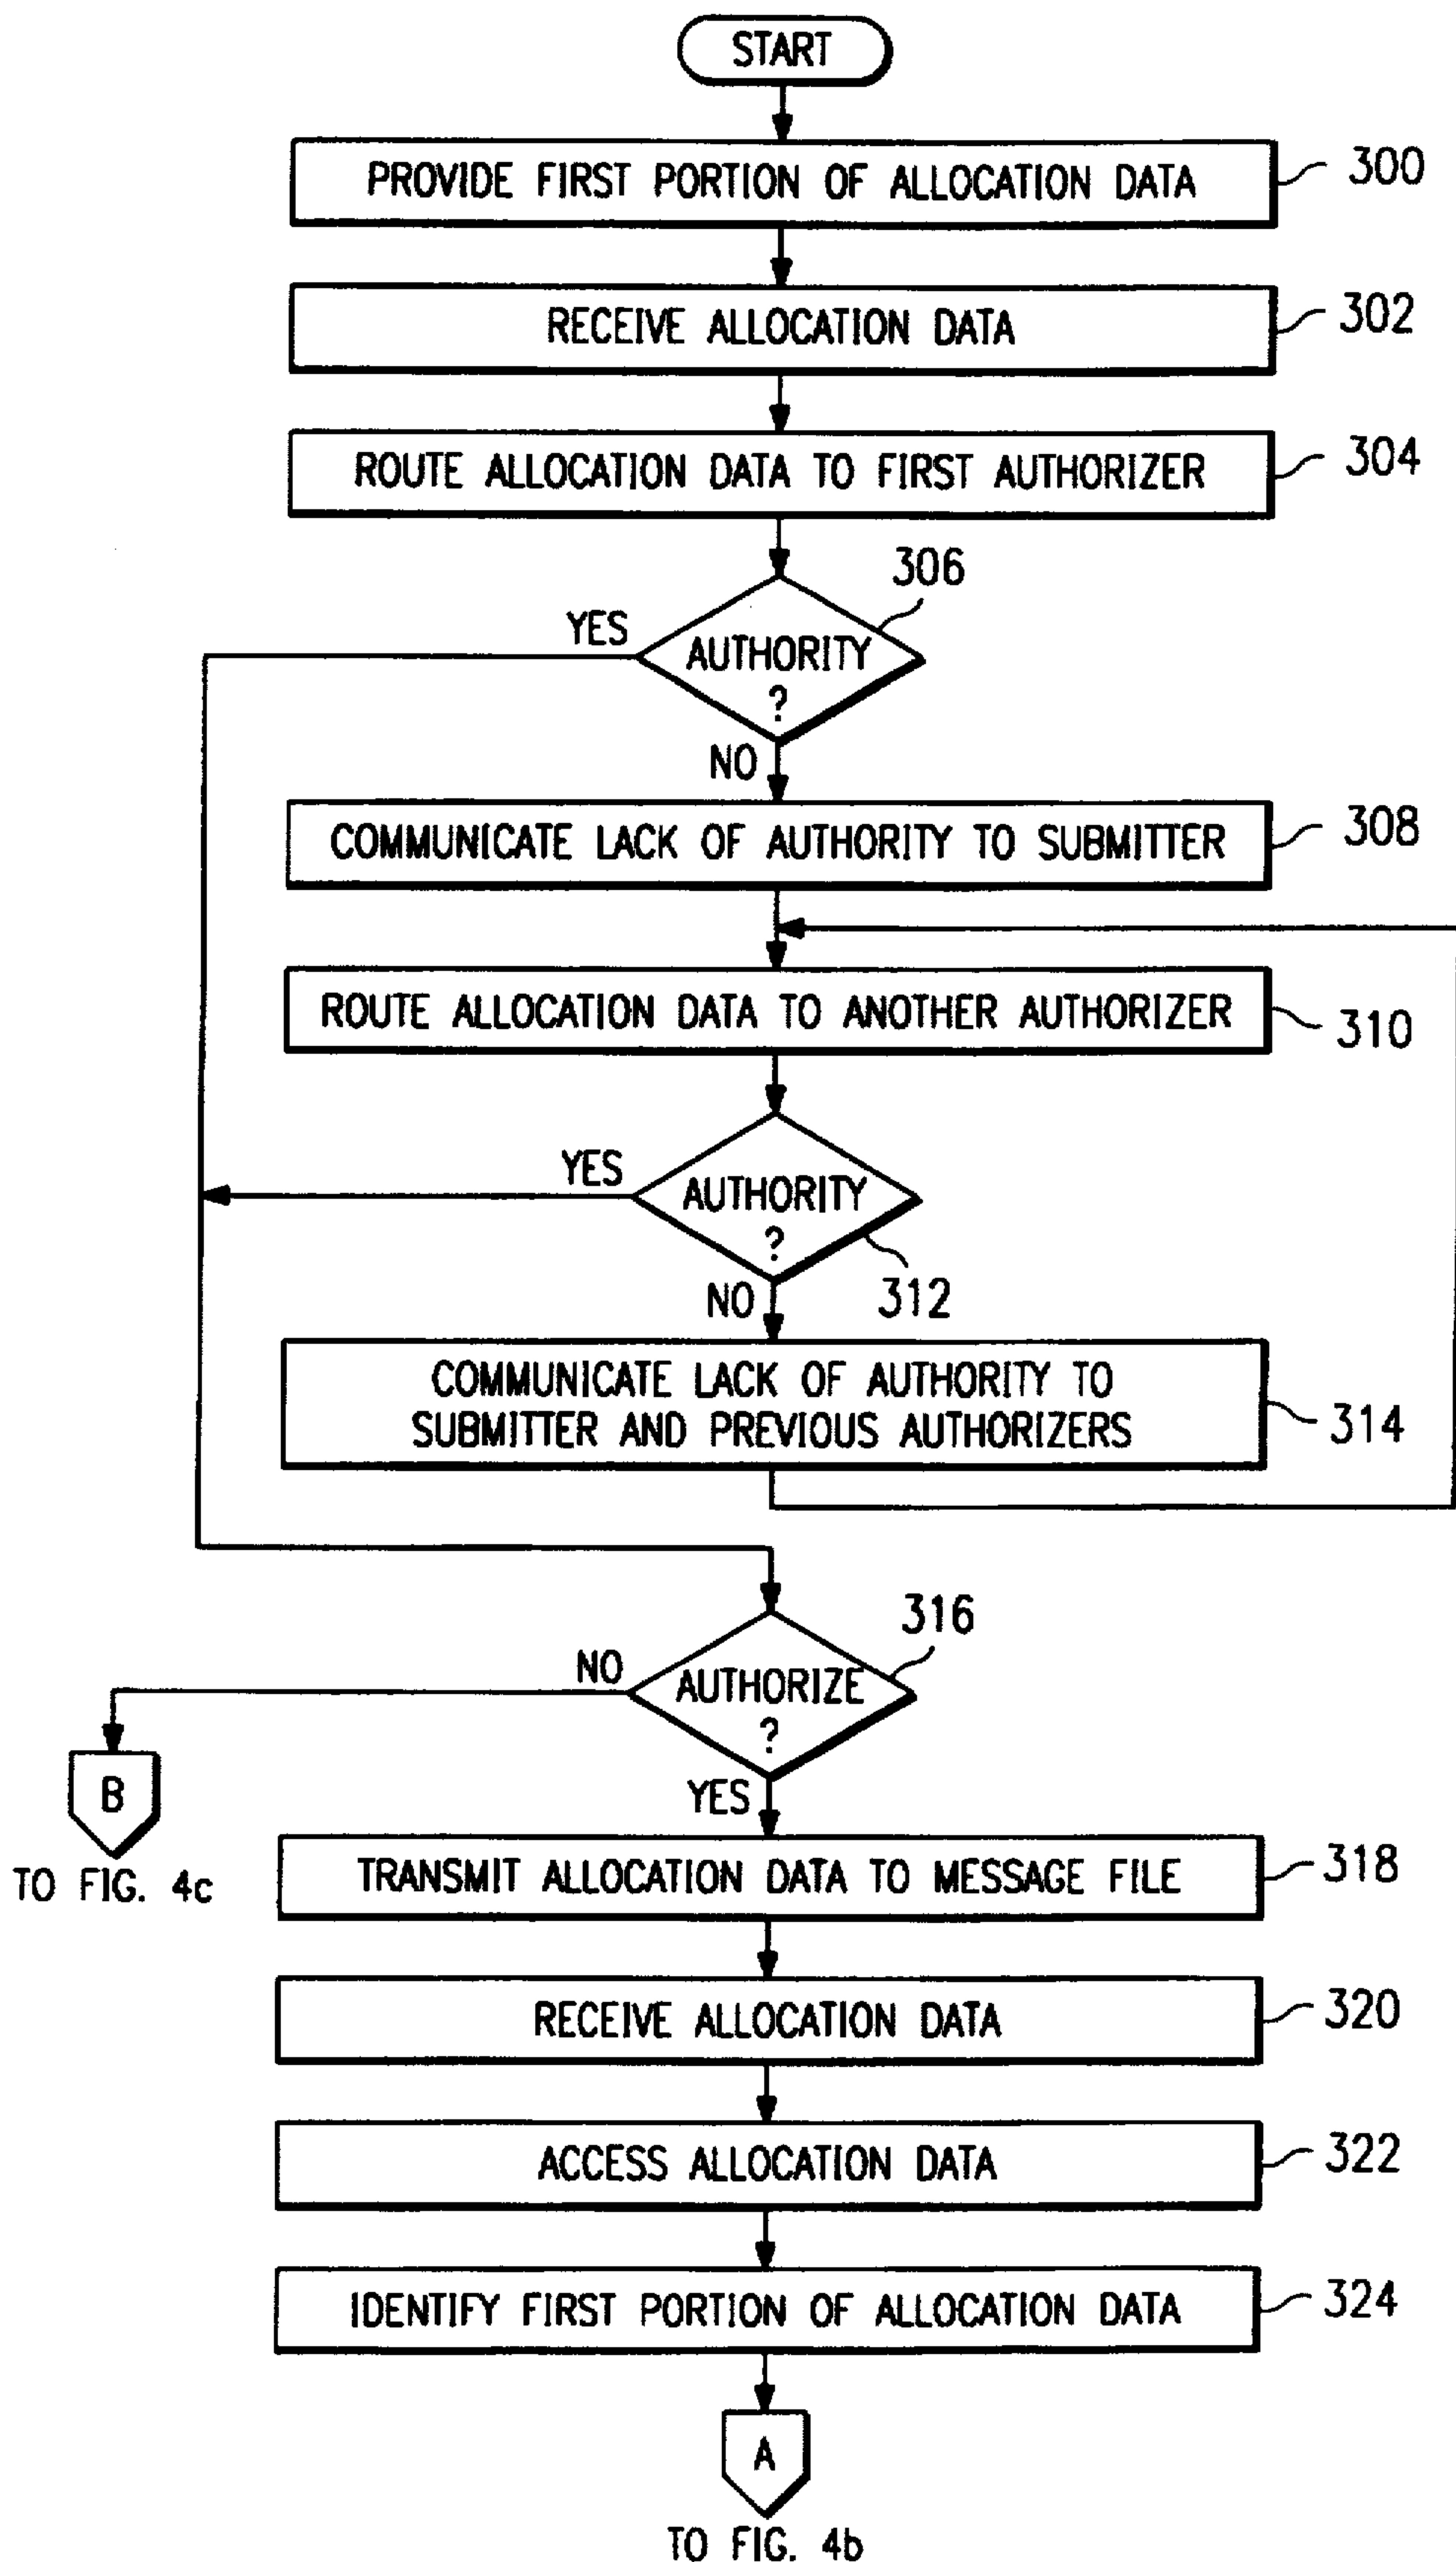 START
PROVIDE FIRST PORTION OF ALLOCATION DATA
300
RECEIVE ALLOCATION DATA
302
ROUTE ALLOCATION DATA TO FIRST AUTHORIZER
304
306
YES
AUTHORITY
?
NO
COMMUNICATE LACK OF AUTHORITY TO SUBMITTER
308
ROUTE ALLOCATION DATA TO ANOTHER AUTHORIZER
310
YES
AUTHORITY
?
312
NO
COMMUNICATE LACK OF AUTHORITY TO
SUBMITTER AND PREVIOUS AUTHORIZERS
314
316
NO
AUTHORIZE
?
YES
B
TO FIG. 4c
TRANSMIT ALLOCATION DATA TO MESSAGE FILE
318
RECEIVE ALLOCATION DATA
320
ACCESS ALLOCATION DATA
322
IDENTIFY FIRST PORTION OF ALLOCATION DATA
324
A
TO FIG. 4b